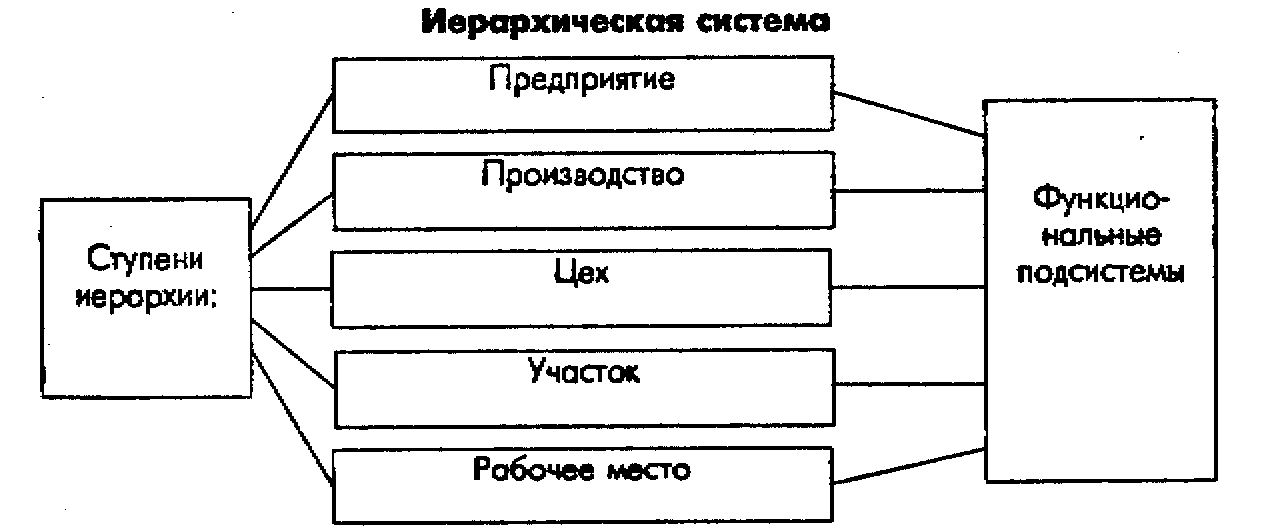 Иерархическая система
Предприятие
Производство
Цех
Участок
Рабочее место
Ступени
иерархии:
Функцио-
нальные
подсистемы